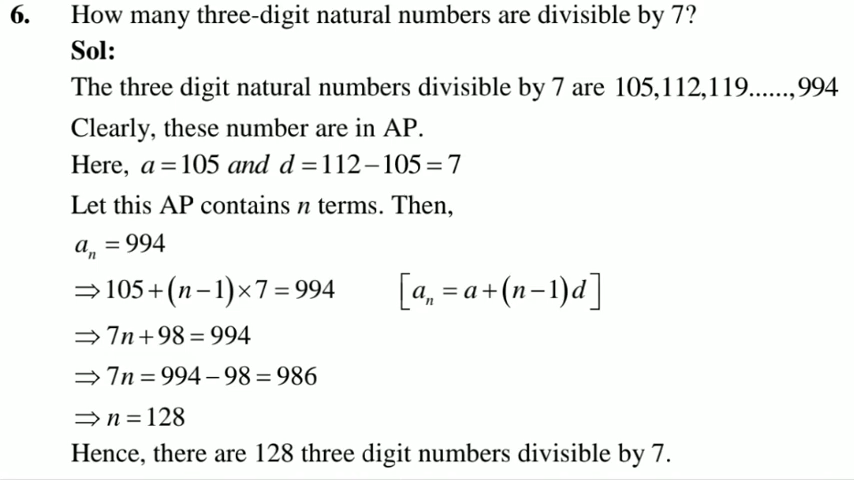 6. How many three-digit natural numbers are divisible by 7?
Sol:
The three digit natural numbers divisible by 7 are 105,112,119......,994
Clearly, these number are in AP.
Here, a = 105 and d = 112 – 105 = 7
Let this AP contains n terms. Then,
aₙ = 994
⇒ 105 + (n – 1) × 7 = 994 [aₙ = a + (n – 1)d]
⇒ 7n + 98 = 994
⇒ 7n = 994 – 98 = 986
⇒ n = 128
Hence, there are 128 three digit numbers divisible by 7.